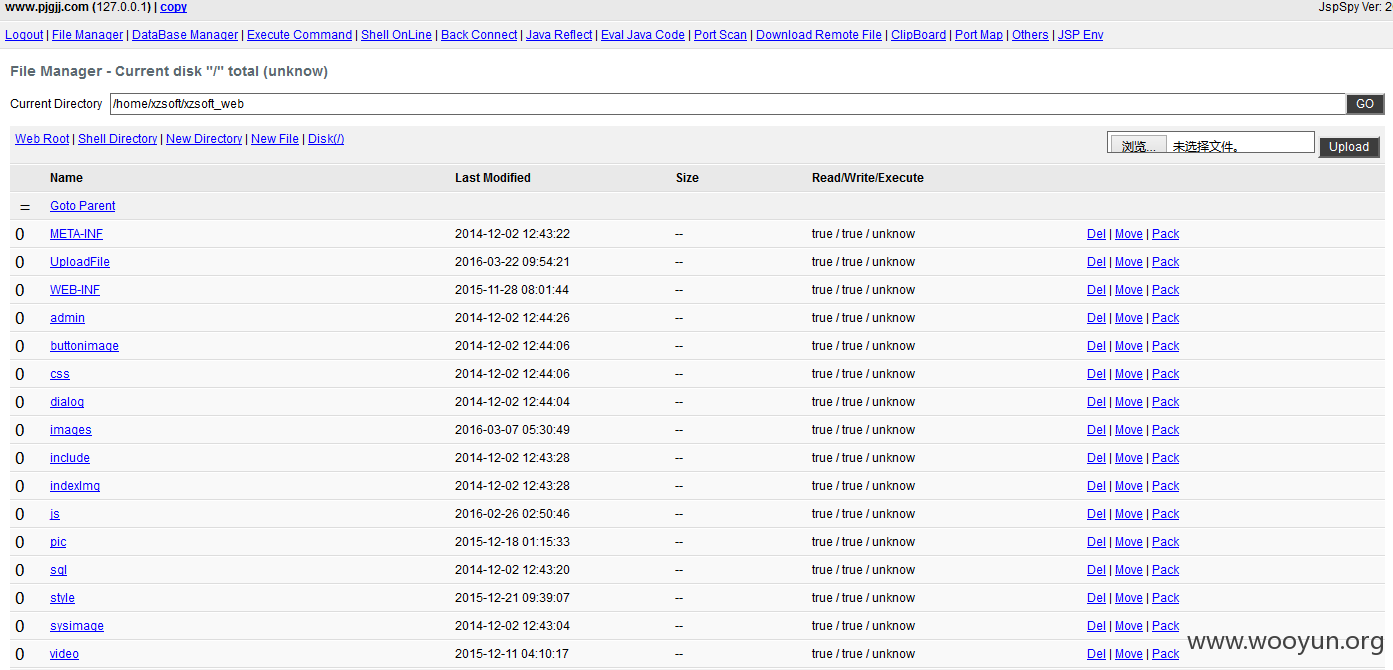 www.pjgjj.com (127.0.0.1) | copy JspSpy Ver: 2
Logout | File Manager | DataBase Manager | Execute Command | Shell OnLine | Back Connect | Java Reflect | Eval Java Code | Port Scan | Download Remote File | ClipBoard | Port Map | Others | JSP Env
File Manager - Current disk "/" total (unknow)
Current Directory /home/xzsoft/xzsoft_web GO
Web Root | Shell Directory | New Directory | New File | Disk(/) 浏览... 未选择文件。 Upload
Name Last Modified Size Read/Write/Execute
= Goto Parent
0 META-INF 2014-12-02 12:43:22 -- true / true / unknow Del | Move | Pack
0 UploadFile 2016-03-22 09:54:21 -- true / true / unknow Del | Move | Pack
0 WEB-INF 2015-11-28 08:01:44 -- true / true / unknow Del | Move | Pack
0 admin 2014-12-02 12:44:26 -- true / true / unknow Del | Move | Pack
0 buttonimage 2014-12-02 12:44:06 -- true / true / unknow Del | Move | Pack
0 css 2014-12-02 12:44:06 -- true / true / unknow Del | Move | Pack
0 dialog 2014-12-02 12:44:04 -- true / true / unknow Del | Move | Pack
0 images 2016-03-07 05:30:49 -- true / true / unknow Del | Move | Pack
0 include 2014-12-02 12:43:28 -- true / true / unknow Del | Move | Pack
0 indexImg 2014-12-02 12:43:28 -- true / true / unknow Del | Move | Pack
0 js 2016-02-26 02:50:46 -- true / true / unknow Del | Move | Pack
0 pic 2015-12-18 01:15:33 -- true / true / unknow Del | Move | Pack
0 sql 2014-12-02 12:43:20 -- true / true / unknow Del | Move | Pack
0 style 2015-12-21 09:39:07 -- true / true / unknow Del | Move | Pack
0 sysimage 2014-12-02 12:43:04 -- true / true / unknow Del | Move | Pack
0 video 2015-12-11 04:10:17 -- true / true / unknow Del | Move | Pack
www.wooyun.org